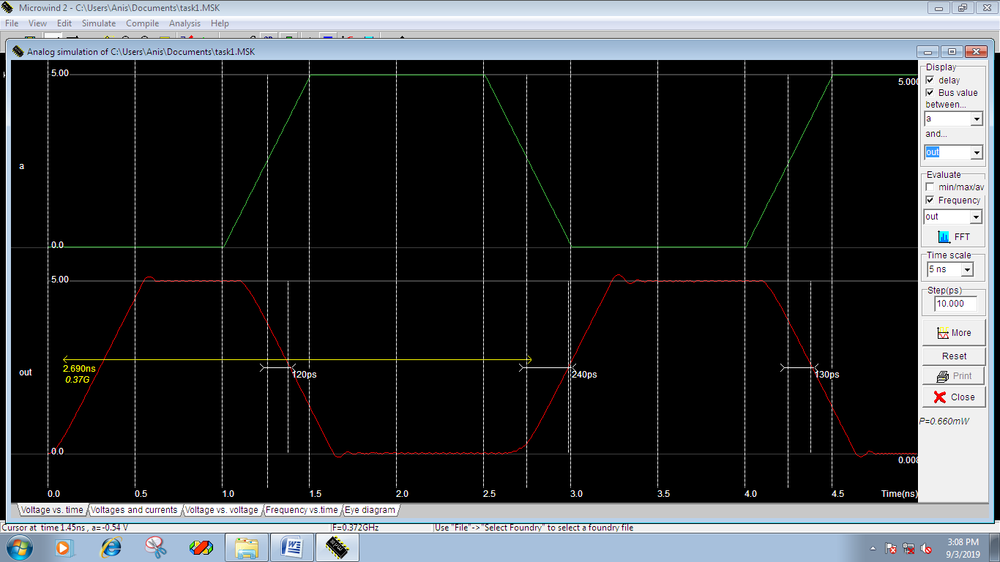 Microwind 2 - C:\Users\Anis\Documents\task1.MSK
File View Edit Simulate Compile Analysis Help
Analog simulation of C:\Users\Anis\Documents\task1.MSK
5.00
5.000
a
0.0
5.00
2.690ns
0.37G
out
120ps
240ps
130ps
0.0
0.008
0.0 0.5 1.0 1.5 2.0 2.5 3.0 3.5 4.0 4.5 Time(ns)
Display
delay
Bus value
between...
a
and...
out
Evaluate
min/max/av
Frequency
out
FFT
Time scale
5 ns
Step(ps)
10.000
More
Reset
Print
Close
P=0.660mW
Voltage vs. time Voltages and currents Voltage vs. voltage Frequency vs.time Eye diagram
Cursor at time 1.45ns , a= -0.54 V F=0.372GHz Use "File"->"Select Foundry" to select a foundry file
3:08 PM
9/3/2019